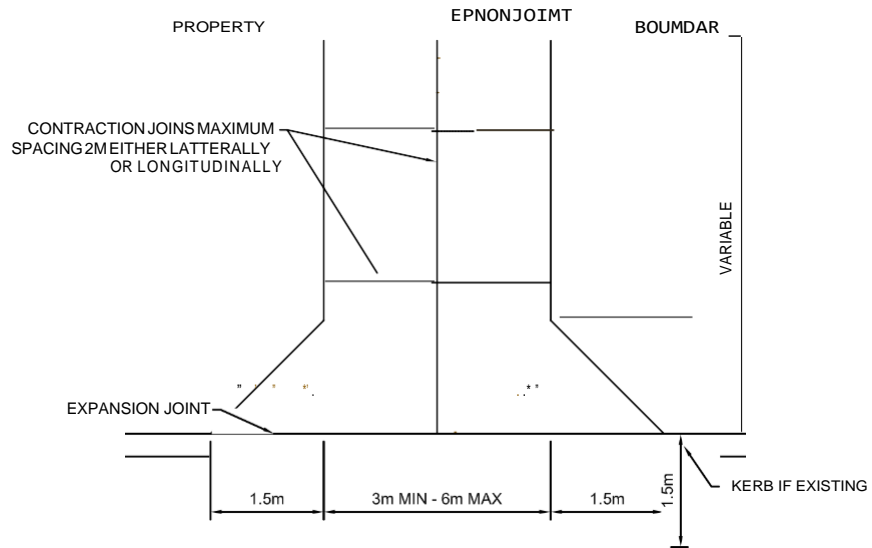 PROPERTY
EPNONJOIMT
BOUMDAR
CONTRACTION JOINS MAXIMUM
SPACING 2M EITHER LATTERALLY
OR LONGITUDINALLY
VARIABLE
EXPANSION JOINT
KERB IF EXISTING
1.5m
3m MIN - 6m MAX
1.5m
1.5m